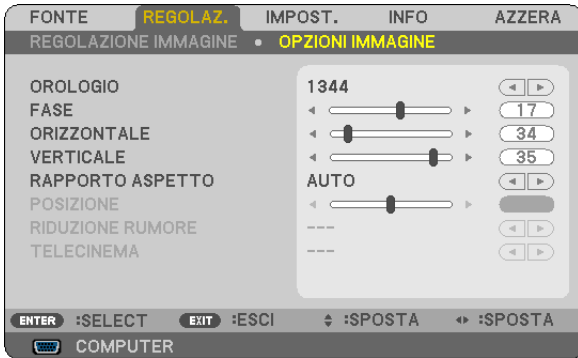 FONTE REGOLAZ. IMPOST. INFO AZZERA
REGOLAZIONE IMMAGINE • OPZIONI IMMAGINE
OROLOGIO 1344
FASE 17
ORIZZONTALE 34
VERTICALE 35
RAPPORTO ASPETTO AUTO
POSIZIONE
RIDUZIONE RUMORE ---
TELECINEMA ---
ENTER :SELECT EXIT :ESCI :SPOSTA :SPOSTA
COMPUTER